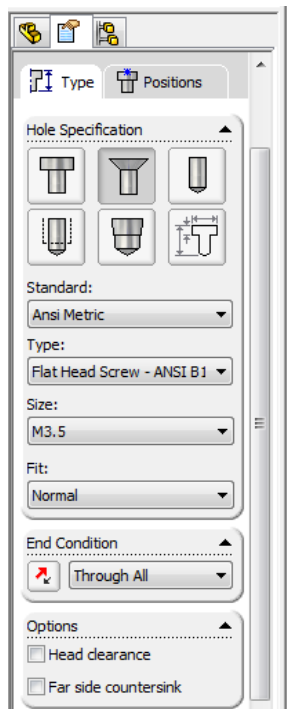 Type Positions
Hole Specification
Standard:
Ansi Metric
Type:
Flat Head Screw - ANSI B1
Size:
M3.5
Fit:
Normal
End Condition
Through All
Options
Head clearance
Far side countersink